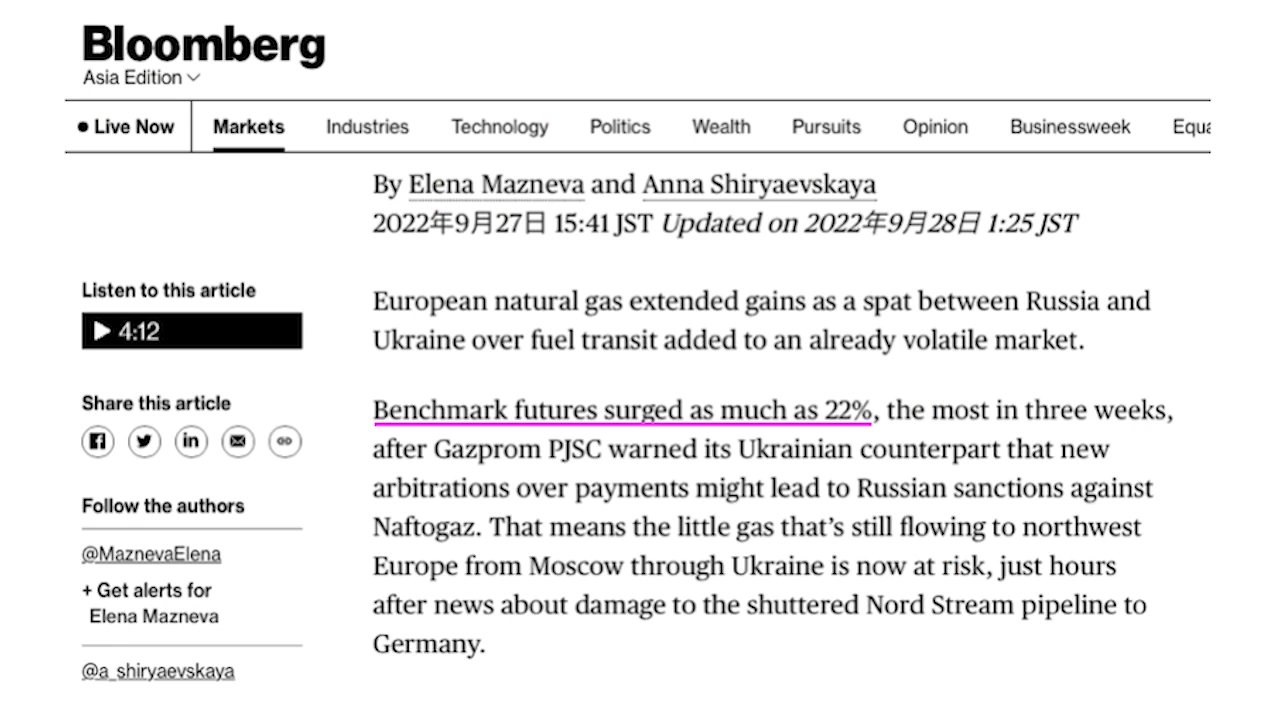 Bloomberg
Asia Edition
Live Now
Markets
Industries
Technology
Politics
Wealth
Pursuits
Opinion
Businessweek
Equa
By Elena Mazneva and Anna Shiryaevskaya
2022年9月27日 15:41 JST Updated on 2022年9月28日 1:25 JST
Listen to this article
4:12
Share this article
Follow the authors
@MaznevaElena
+ Get alerts for
Elena Mazneva
@a_shiryaevskaya
European natural gas extended gains as a spat between Russia and
Ukraine over fuel transit added to an already volatile market.
Benchmark futures surged as much as 22%, the most in three weeks,
after Gazprom PJSC warned its Ukrainian counterpart that new
arbitrations over payments might lead to Russian sanctions against
Naftogaz. That means the little gas that’s still flowing to northwest
Europe from Moscow through Ukraine is now at risk, just hours
after news about damage to the shuttered Nord Stream pipeline to
Germany.